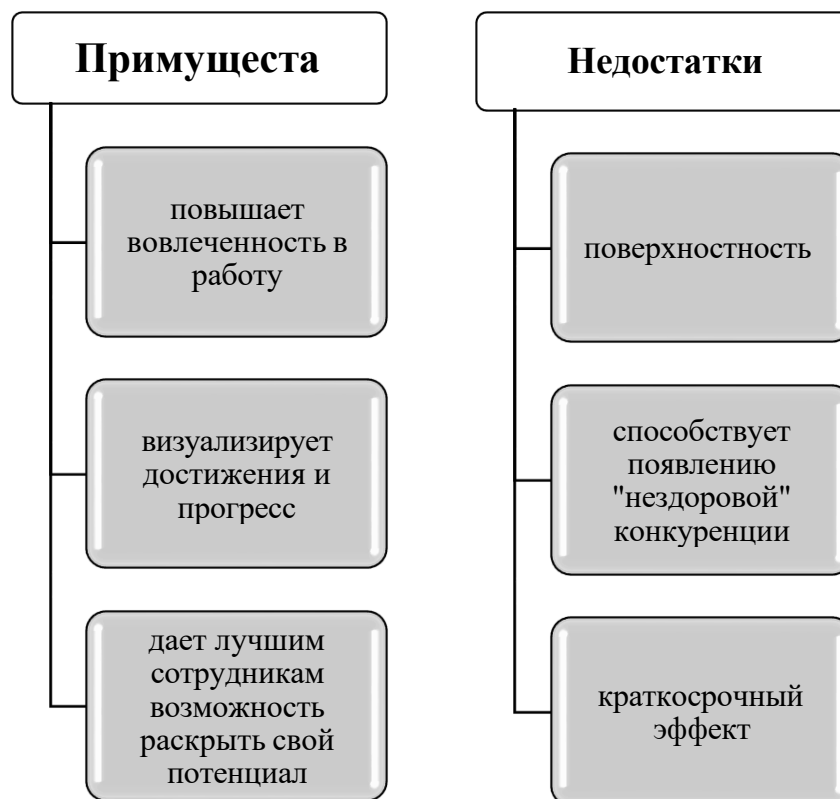 Примущеста
повышает
вовлеченность в
работу
визуализирует
достижения и
прогресс
дает лучшим
сотрудникам
возможность
раскрыть свой
потенциал
Недостатки
поверхностность
способствует
появлению
"нездоровой"
конкуренции
краткосрочный
эффект